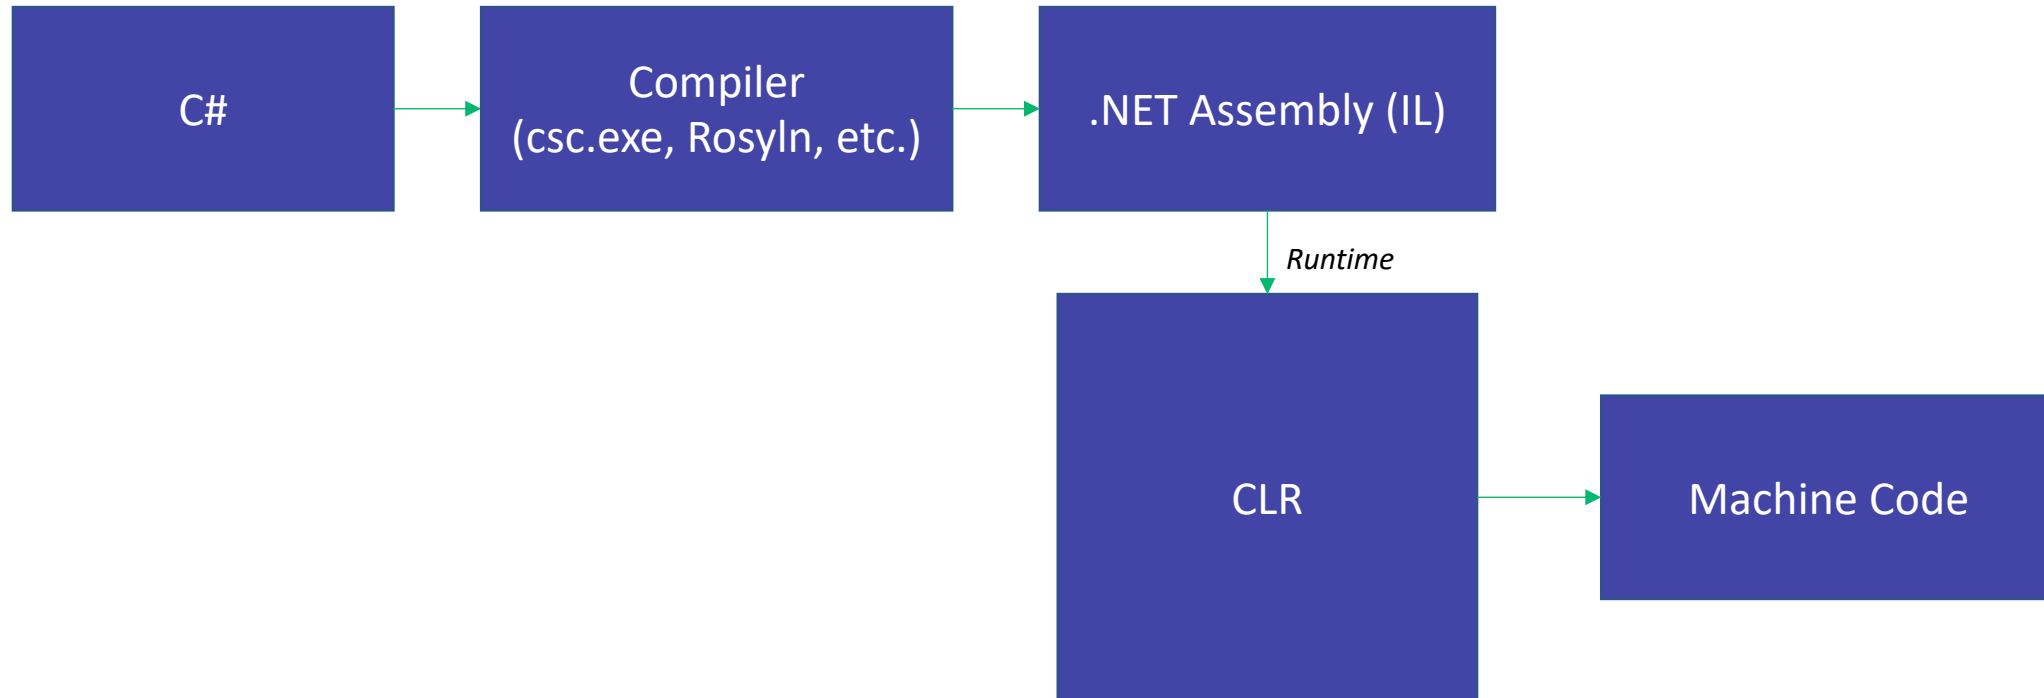 C#
Compiler
(csc.exe, Rosyln, etc.)
.NET Assembly (IL)
Runtime
CLR
Machine Code